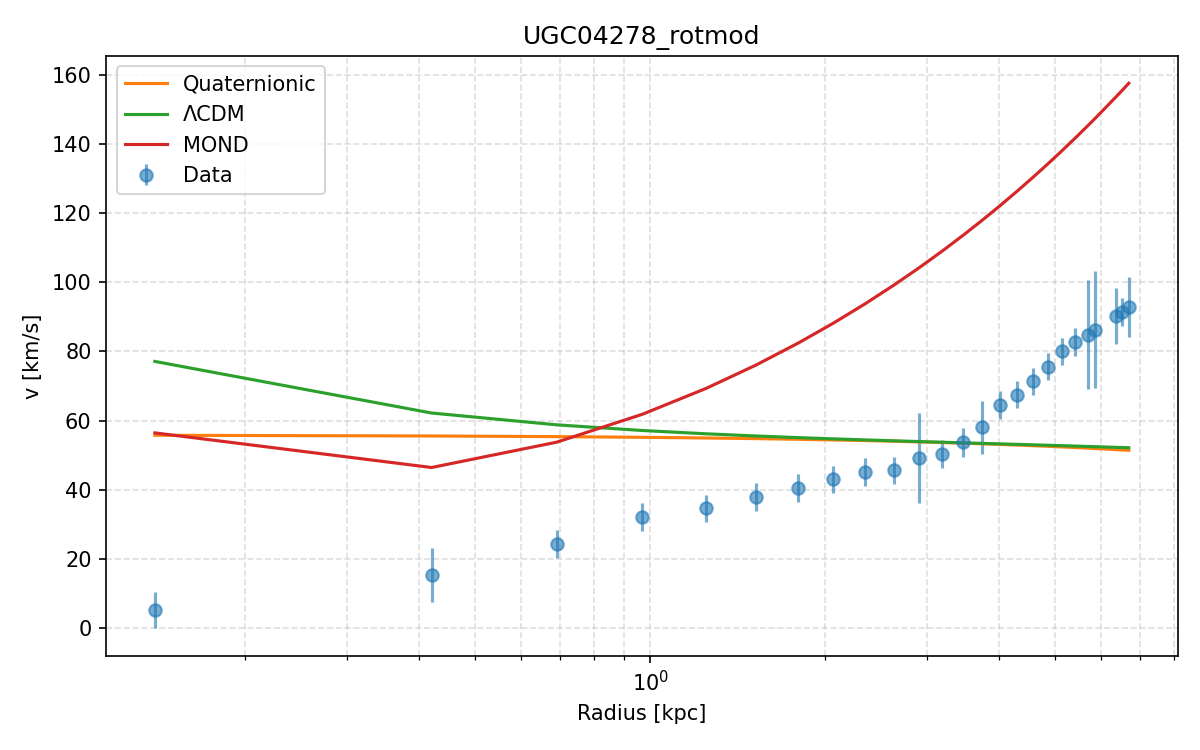 UGC04278_rotmod
Quaternionic
ΛCDM
MOND
Data
160
140
120
100
80
60
40
20
0
v [km/s]
10⁰
Radius [kpc]